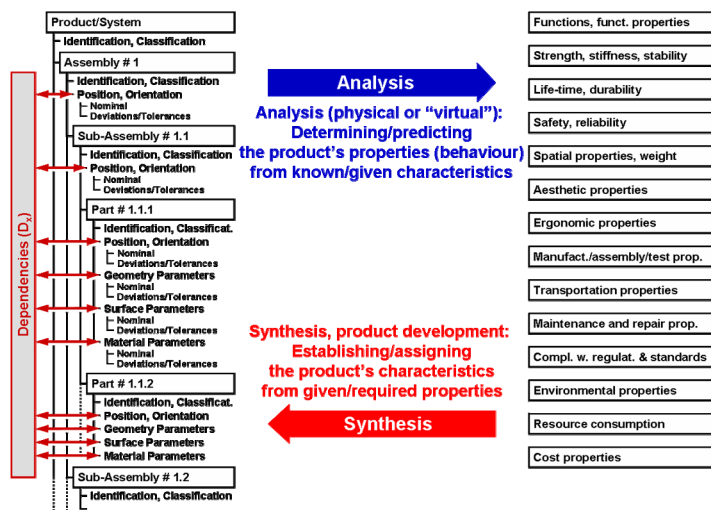 Product/System
Identification, Classification
Assembly # 1
Identification, Classification
Position, Orientation
Nominal
Deviations/Tolerances
Sub-Assembly # 1.1
Identification, Classification
Position, Orientation
Nominal
Deviations/Tolerances
Part # 1.1.1
Identification, Classificat.
Position, Orientation
Nominal
Deviations/Tolerances
Geometry Parameters
Nominal
Deviations/Tolerances
Surface Parameters
Nominal
Deviations/Tolerances
Material Parameters
Nominal
Deviations/Tolerances
Part # 1.1.2
Identification, Classificat.
Position, Orientation
Geometry Parameters
Surface Parameters
Material Parameters
Sub-Assembly # 1.2
Identification, Classification
Dependencies (Dx)
Analysis
Analysis (physical or “virtual”):
Determining/predicting
the product’s properties (behaviour)
from known/given characteristics
Synthesis, product development:
Establishing/assigning
the product’s characteristics
from given/required properties
Synthesis
Functions, funct. properties
Strength, stiffness, stability
Life-time, durability
Safety, reliability
Spatial properties, weight
Aesthetic properties
Ergonomic properties
Manufact./assembly/test prop.
Transportation properties
Maintenance and repair prop.
Compl. w. regulat. & standards
Environmental properties
Resource consumption
Cost properties